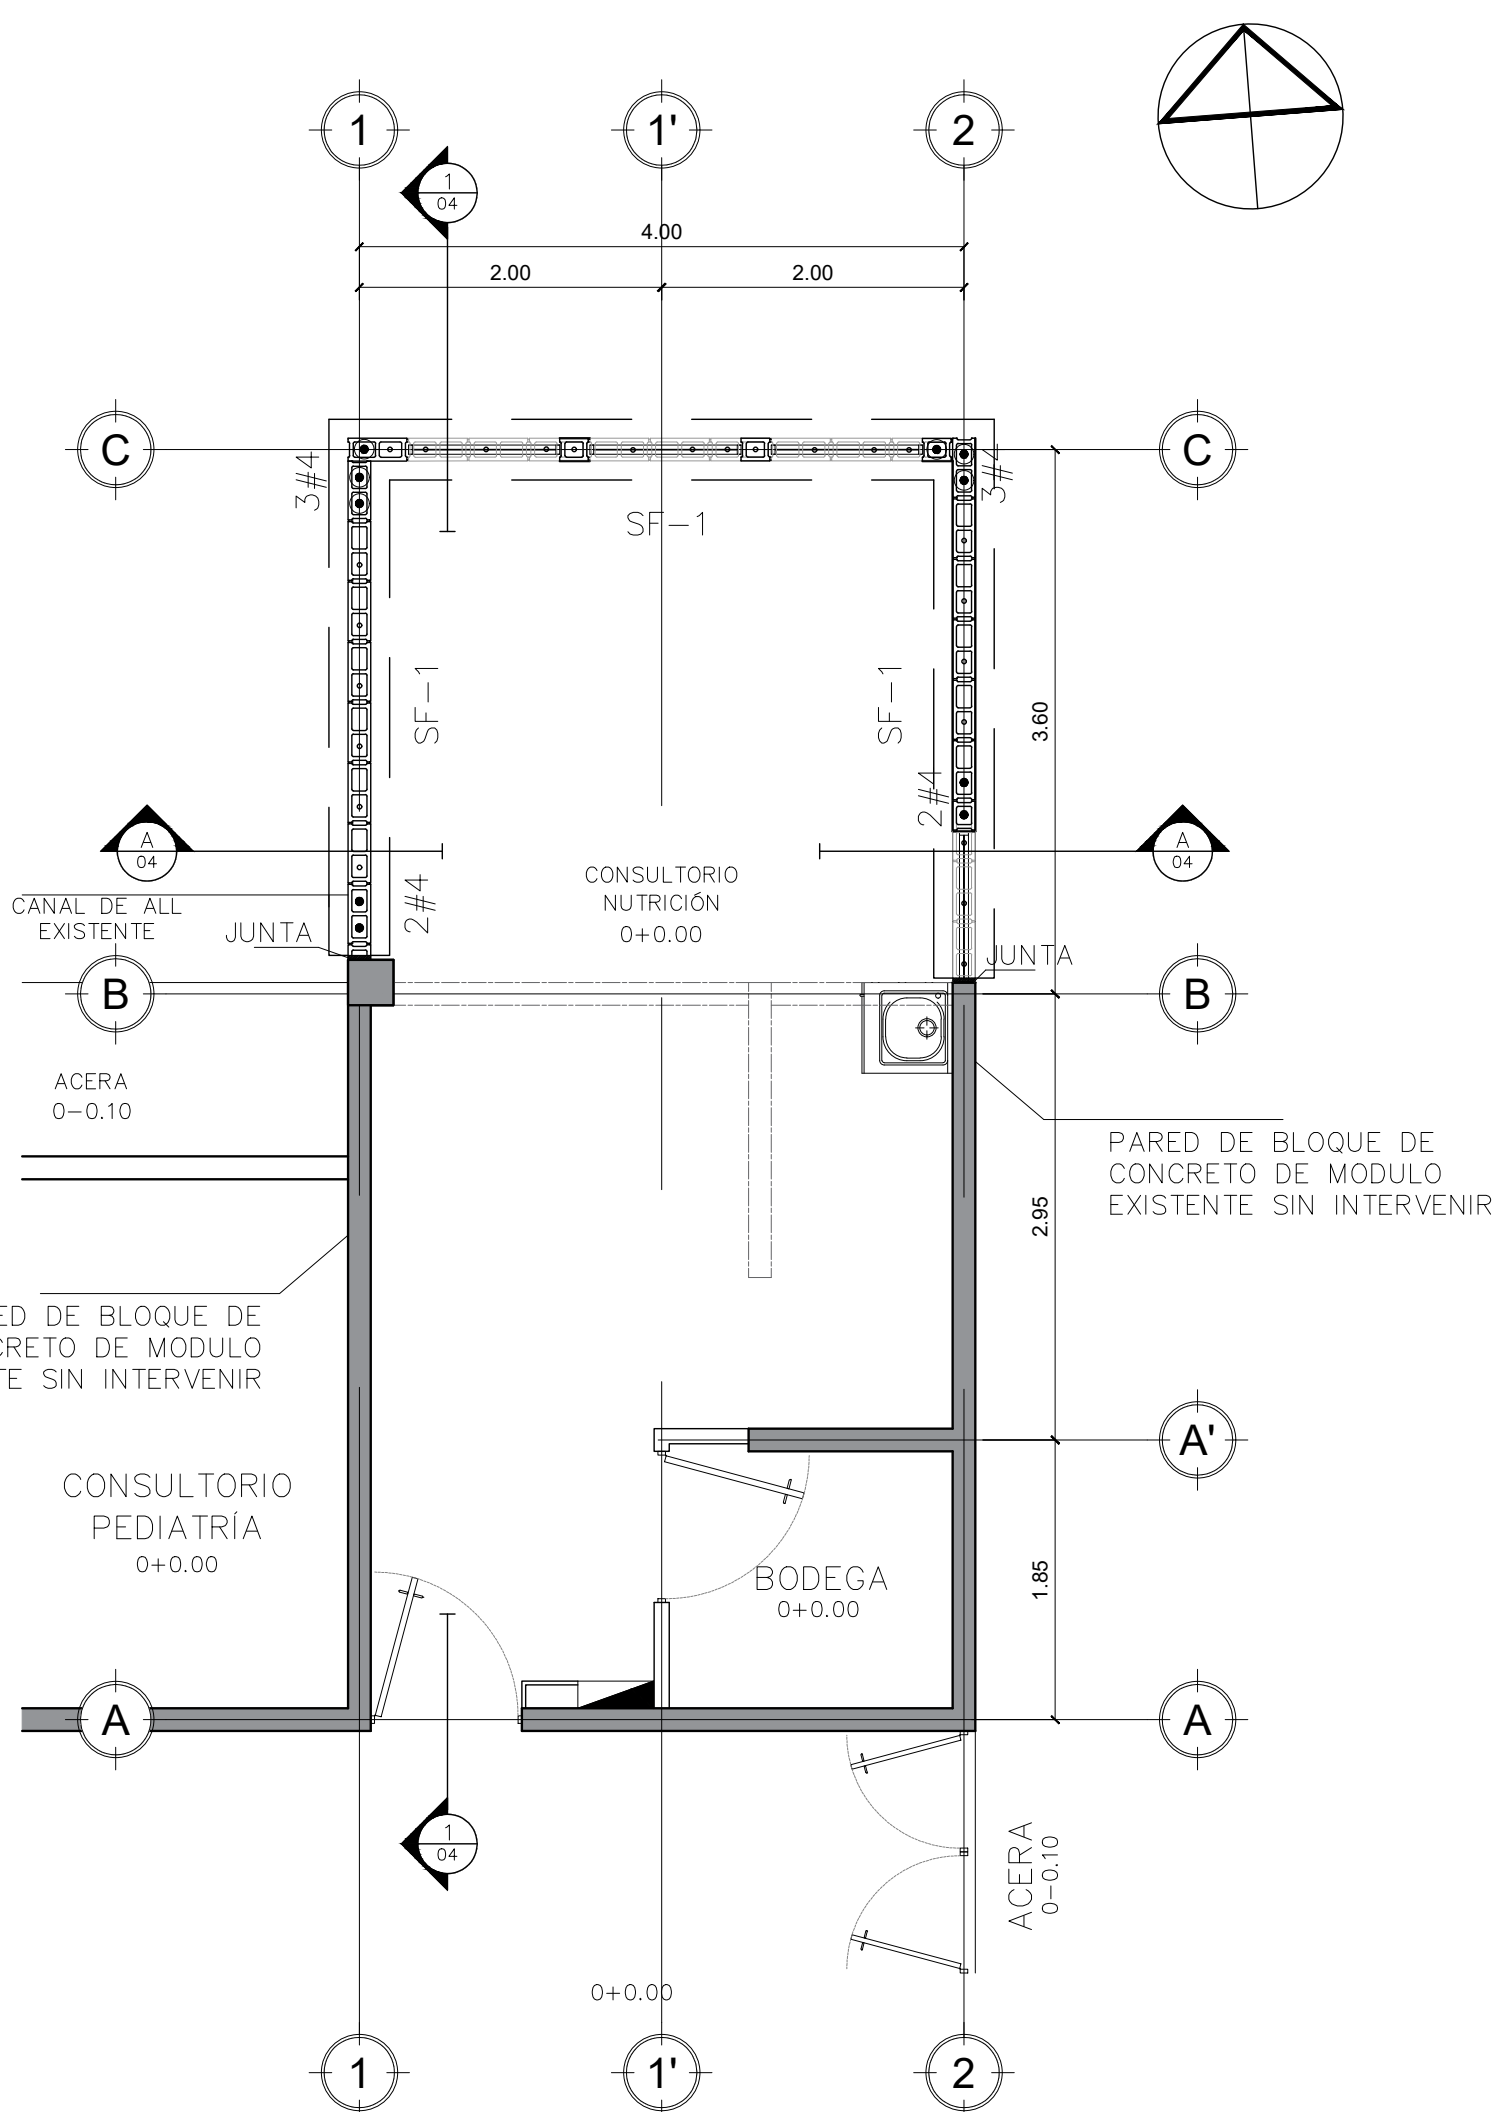 1
1'
2
1
04
4.00
2.00
2.00
C
C
3#4
3#4
SF-1
SF-1
SF-1
3.60
2#4
A
04
A
04
CONSULTORIO
NUTRICIÓN
0+0.00
2#4
CANAL DE ALL
EXISTENTE
JUNTA
JUNTA
B
B
ACERA
0-0.10
PARED DE BLOQUE DE
CONCRETO DE MODULO
EXISTENTE SIN INTERVENIR
2.95
ED DE BLOQUE DE
CRETO DE MODULO
TE SIN INTERVENIR
A'
CONSULTORIO
PEDIATRÍA
0+0.00
BODEGA
0+0.00
1.85
A
A
1
04
ACERA
0-0.10
0+0.00
1
1'
2